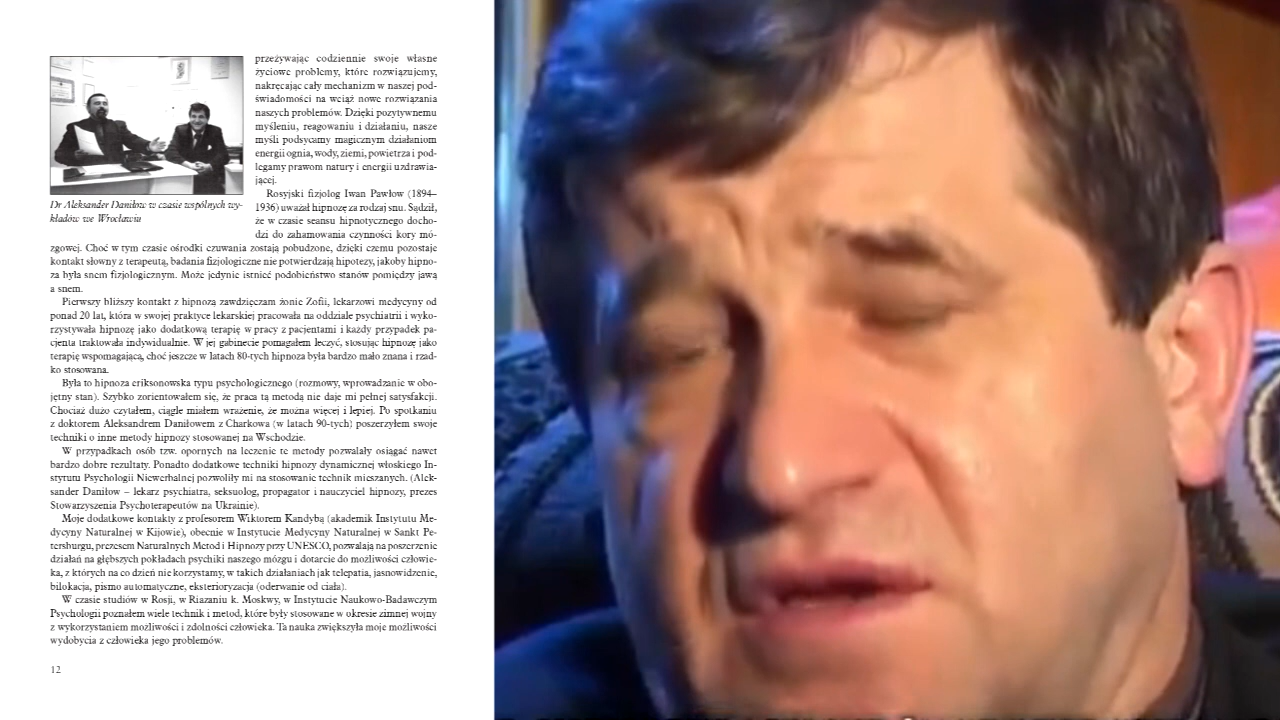 przeżywając codziennie swoje własne
życiowe problemy, które rozwiązujemy,
nakręcając cały mechanizm w naszej pod-
świadomości na wciąż nowe rozwiązania
naszych problemów. Dzięki pozytywnemu
myśleniu, reagowaniu i działaniu, nasze
myśli podsycamy magicznym działaniom
energii ognia, wody, ziemi, powietrza i pod-
legamy prawom natury i energii uzdrawia-
jącej.
Dr Aleksander Daniłow w czasie wspólnych wy-
kładów we Wrocławiu
Rosyjski fizjolog Iwan Pawłow (1894–
1936) uważał hipnozę za rodzaj snu. Sądził,
że w czasie seansu hipnotycznego docho-
dzi do zahamowania czynności kory mó-
zgowej. Choć w tym czasie ośrodki czuwania zostają pobudzone, dzięki czemu pozostaje
kontakt słowny z terapeutą, badania fizjologiczne nie potwierdzają hipotezy, jakoby hipno-
za była snem fizjologicznym. Może jedynie istnieć podobieństwo stanów pomiędzy jawą
a snem.
Pierwszy bliższy kontakt z hipnozą zawdzięczam żonie Zofii, lekarzowi medycyny od
ponad 20 lat, która w swojej praktyce lekarskiej pracowała na oddziale psychiatrii i wyko-
rzystywała hipnozę jako dodatkową terapię w pracy z pacjentami i każdy przypadek pa-
cjenta traktowała indywidualnie. W jej gabinecie pomagałem leczyć, stosując hipnozę jako
terapię wspomagającą, choć jeszcze w latach 80-tych hipnoza była bardzo mało znana i rzad-
ko stosowana.
Była to hipnoza eriksonowska typu psychologicznego (rozmowy, wprowadzanie w obo-
jętny stan). Szybko zorientowałem się, że praca tą metodą nie daje mi pełnej satysfakcji.
Chociaż dużo czytałem, ciągle miałem wrażenie, że można więcej i lepiej. Po spotkaniu
z doktorem Aleksandrem Daniłowem z Charkowa (w latach 90-tych) poszerzyłem swoje
techniki o inne metody hipnozy stosowanej na Wschodzie.
W przypadkach osób tzw. opornych na leczenie te metody pozwalały osiągać nawet
bardzo dobre rezultaty. Ponadto dodatkowe techniki hipnozy dynamicznej włoskiego In-
stytutu Psychologii Niewerbalnej pozwoliły mi na stosowanie technik mieszanych. (Alek-
sander Daniłow – lekarz psychiatra, seksuolog, propagator i nauczyciel hipnozy, prezes
Stowarzyszenia Psychoterapeutów na Ukrainie).
Moje dodatkowe kontakty z profesorem Wiktorem Kandybą (akademik Instytutu Me-
dycyny Naturalnej w Kijowie), obecnie w Instytucie Medycyny Naturalnej w Sankt Pe-
tersburgu, prezesem Naturalnych Metod i Hipnozy przy UNESCO, pozwalają na poszerzenie
działań na głębszych pokładach psychiki naszego mózgu i dotarcie do możliwości człowie-
ka, z których na co dzień nie korzystamy, w takich działaniach jak telepatia, jasnowidzenie,
bilokacja, pismo automatyczne, eksterioryzacja (oderwanie od ciała).
W czasie studiów w Rosji, w Riazaniu k. Moskwy, w Instytucie Naukowo-Badawczym
Psychologii poznałem wiele technik i metod, które były stosowane w okresie zimnej wojny
z wykorzystaniem możliwości i zdolności człowieka. Ta nauka zwiększyła moje możliwości
wydobycia z człowieka jego problemów.
12